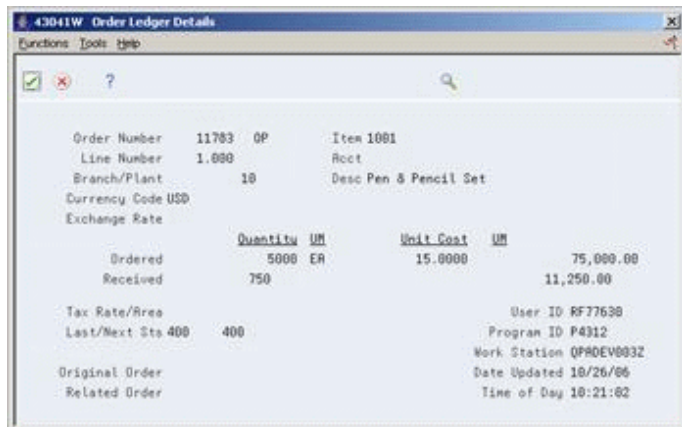 43041W Order Ledger Details
Functions Tools Help
?
Order Number 11783 OP Item 1001
Line Number 1.000 Acct
Branch/Plant 10 Desc Pen & Pencil Set
Currency Code USD
Exchange Rate
Quantity UM Unit Cost UM
Ordered 5000 EA 15.0000 75,000.00
Received 750 11,250.00
Tax Rate/Area User ID RF77638
Last/Next Sts 400 400 Program ID P4312
Work Station QPADEV003Z
Original Order Date Updated 10/26/06
Related Order Time of Day 10:21:02